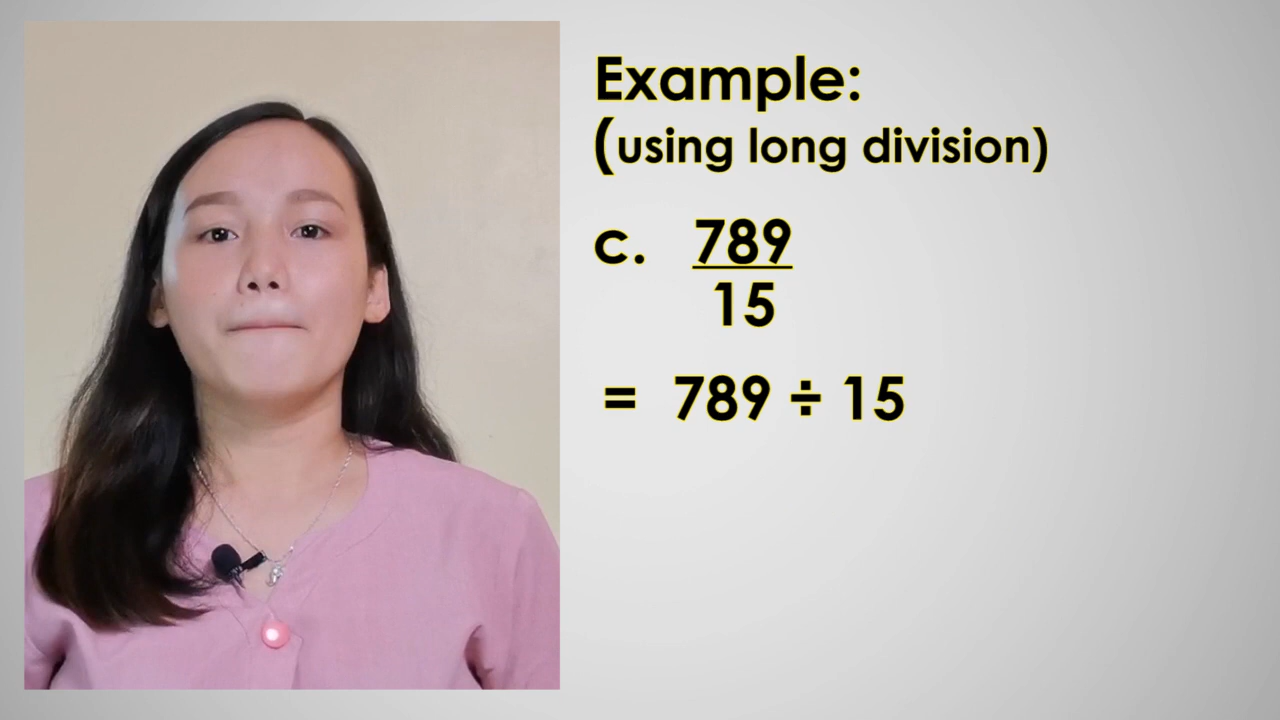 Example:
(using long division)
c. 789
15
= 789 ÷ 15